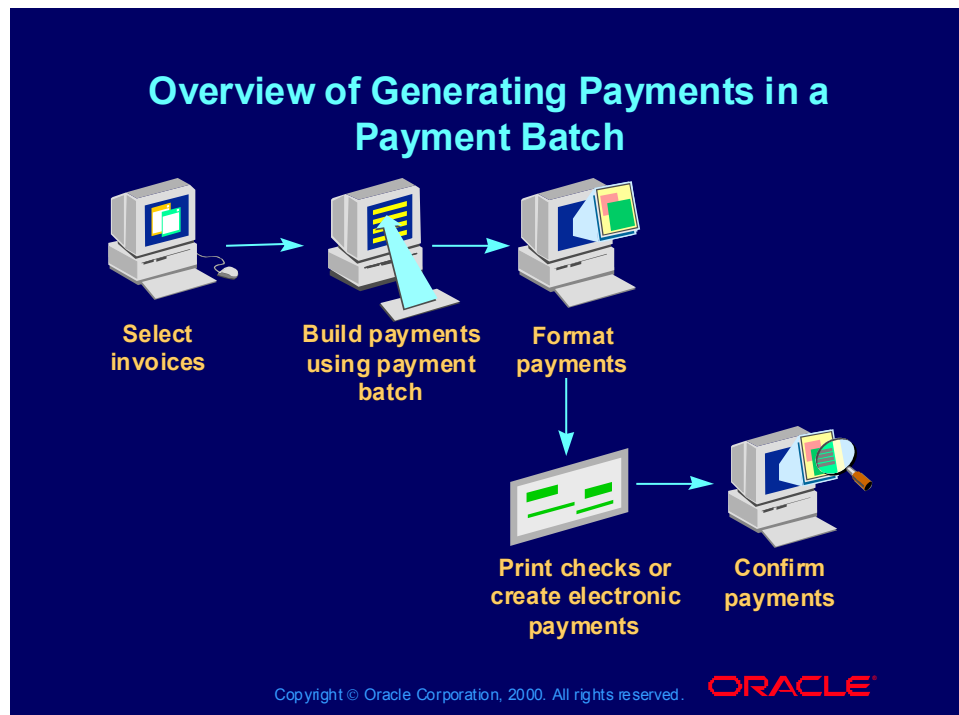 Overview of Generating Payments in a
Payment Batch
Select
invoices
Build payments
using payment
batch
Format
payments
Print checks or
create electronic
payments
Confirm
payments
Copyright © Oracle Corporation, 2000. All rights reserved.
ORACLE®